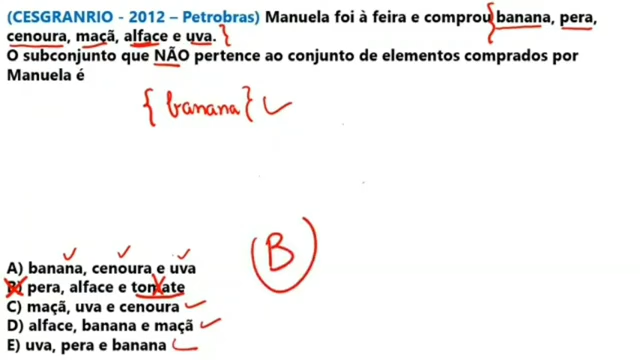 (CESGRANRIO - 2012 – Petrobras) Manuela foi à feira e comprou { banana, pera,
cenoura, maçã, alface e uva. }
O subconjunto que NÃO pertence ao conjunto de elementos comprados por
Manuela é
{ banana }
A) banana, cenoura e uva
B) pera, alface e tomate
C) maçã, uva e cenoura
D) alface, banana e maçã
E) uva, pera e banana
B